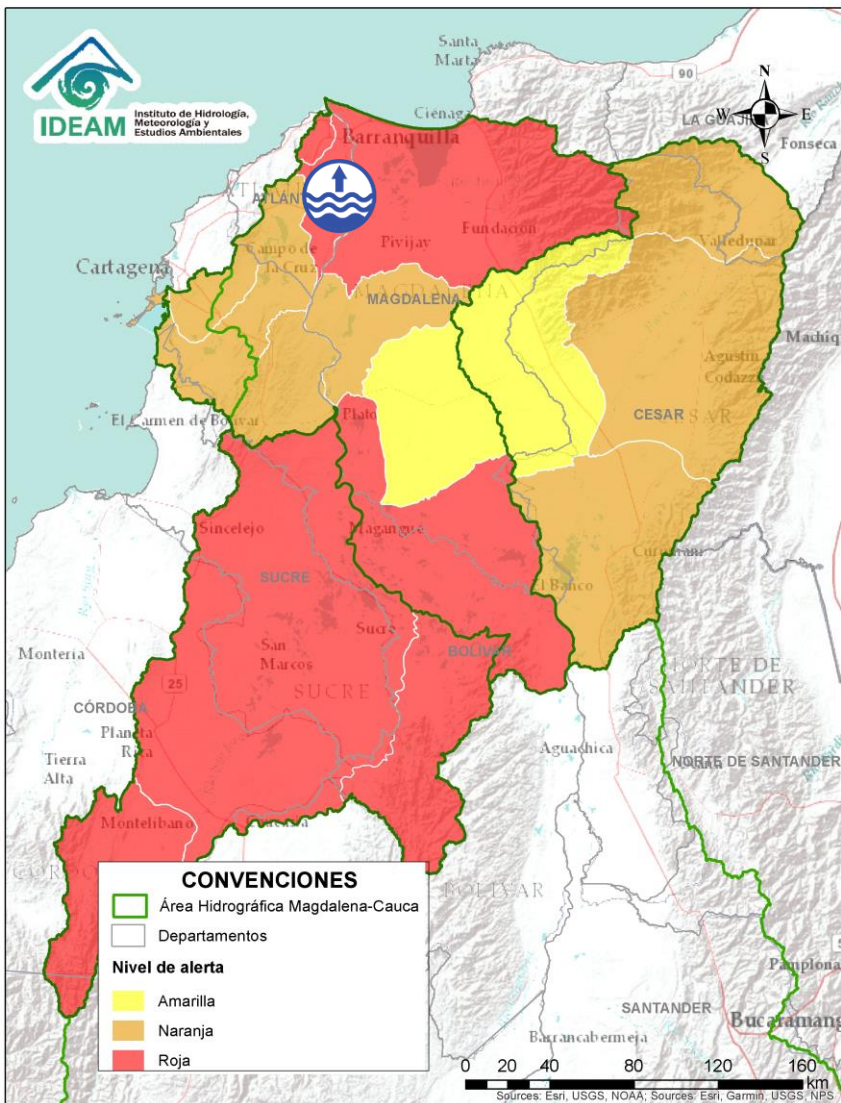 IDEAM
Instituto de Hidrología,
Meteorología y
Estudios Ambientales
Santa
Marta
90
N
W
E
S
LA GUAJI
Fonseca
Ciénaga
Barranquilla
ATLÁNT
Pivijay
Fundación
Valledupar
Cartagena
Campo de
la Cruz
MAGDALENA
Agustín
Codazzi
CESAR
El Carmen de Bolívar
Plato
Sincelejo
Magangué
SUCRE
El Banco
Sucre
San
Marcos
BOLÍVAR
SUCRE
Montería
25
CÓRDOBA
Planeta
Rica
Tierra
Alta
NORTE DE
SANTANDER
Aguachica
NORTE DE SANTANDER
Montelíbano
BOLÍVAR
CONVENCIONES
Área Hidrográfica Magdalena-Cauca
Departamentos
Nivel de alerta
Amarilla
Naranja
Roja
Pamplona
SANTANDER
Bucaramang
Barrancabermeja
0 20 40 80 120 160
km
Sources: Esri, USGS, NOAA; Sources: Esri, Garmin, USGS, NPS